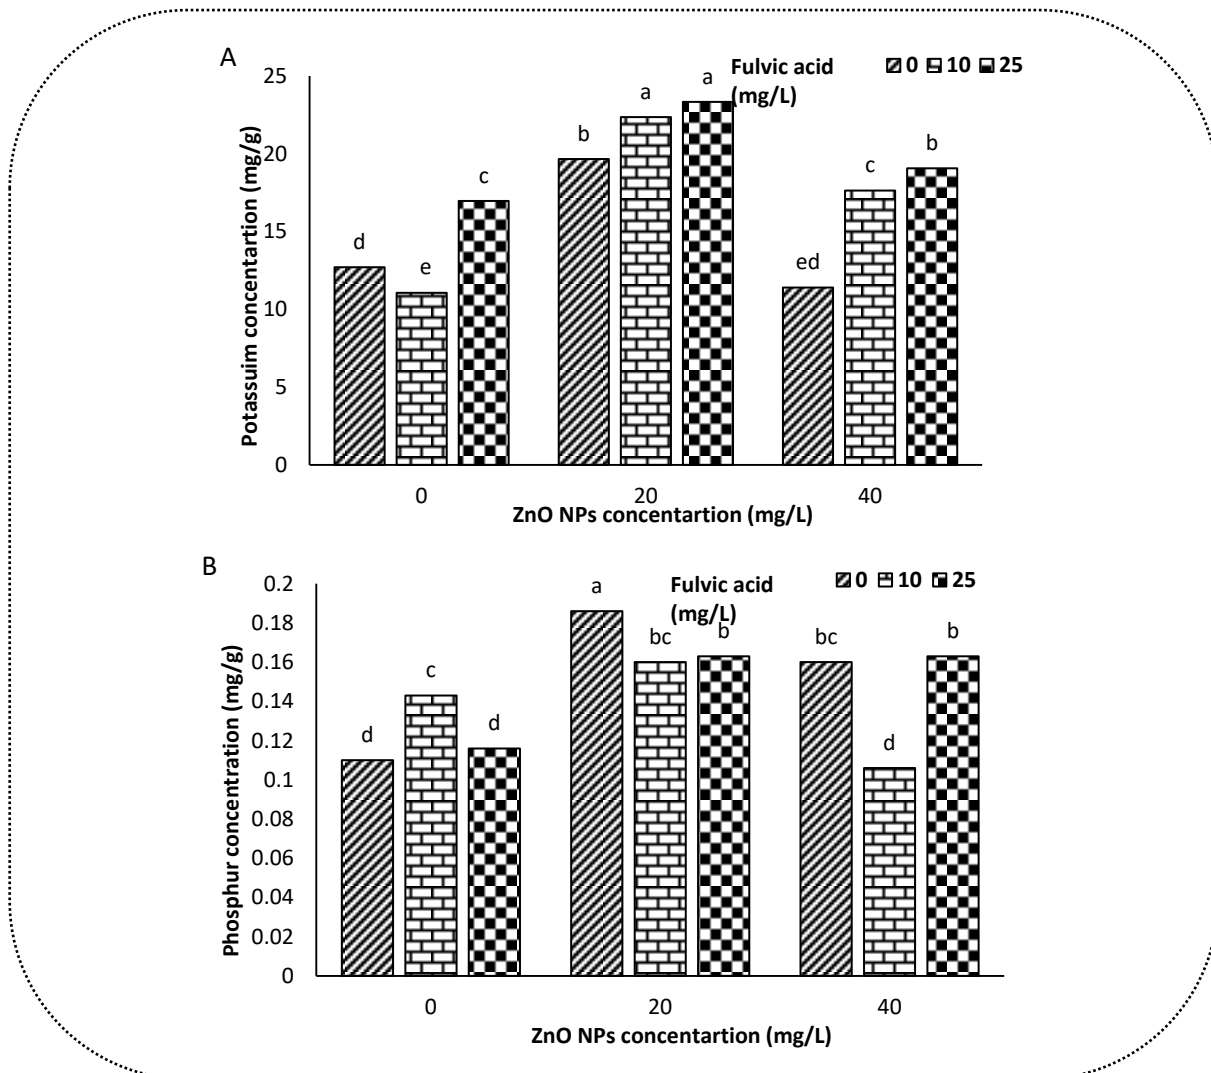 A
Fulvic acid (mg/L)
0 10 25
Potassuim concentartion (mg/g)
25
20
15
10
5
0
d e c b a a ed c b
0 20 40
ZnO NPs concentartion (mg/L)
B
Fulvic acid (mg/L)
0 10 25
Phosphur concentration (mg/g)
0.2
0.18
0.16
0.14
0.12
0.1
0.08
0.06
0.04
0.02
0
d c d a bc b bc d b
0 20 40
ZnO NPs concentartion (mg/L)